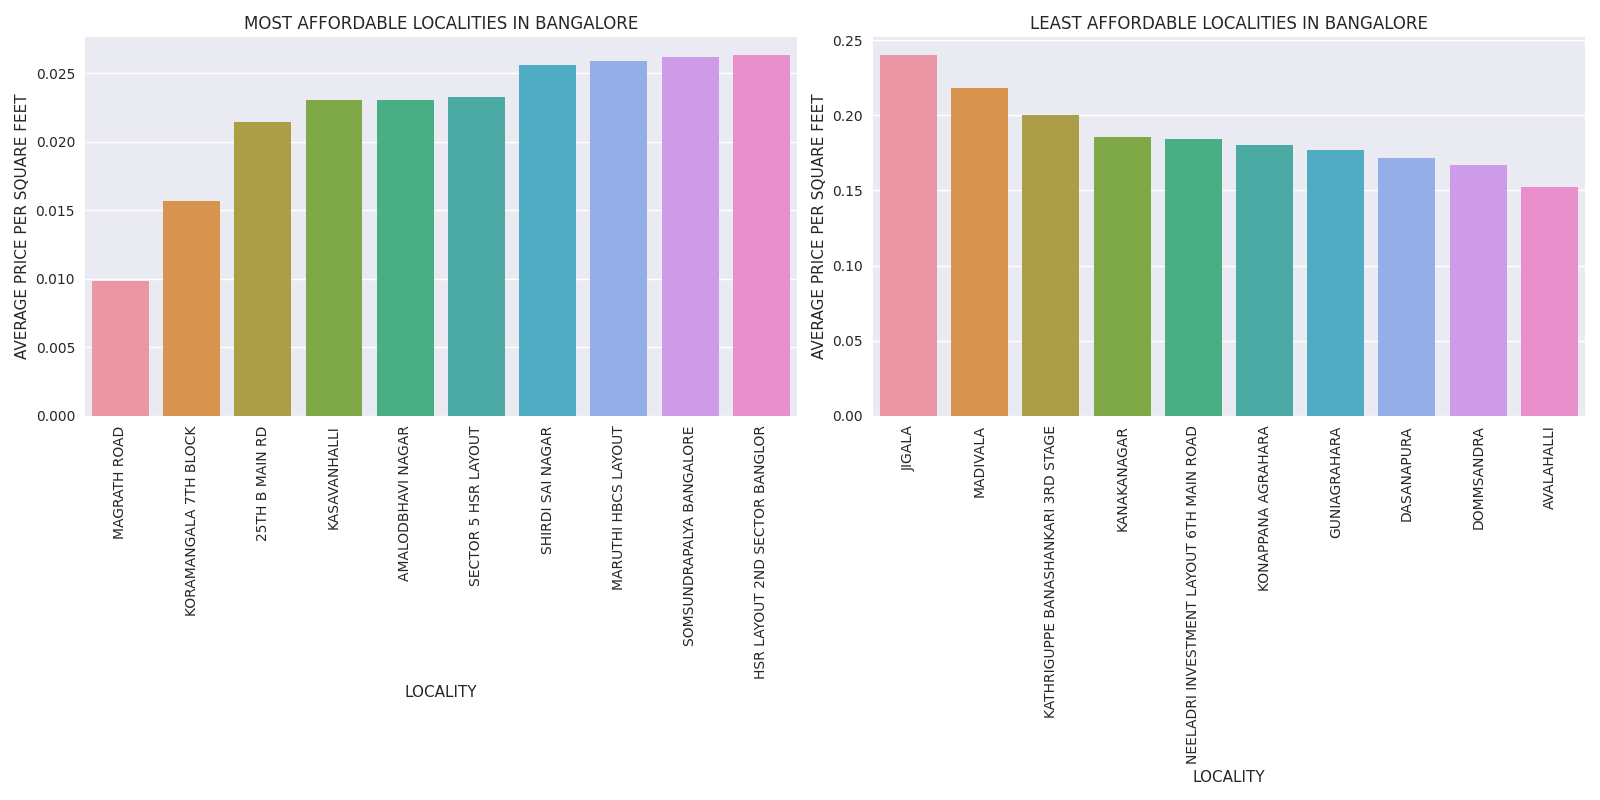 MOST AFFORDABLE LOCALITIES IN BANGALORE
AVERAGE PRICE PER SQUARE FEET
0.025
0.020
0.015
0.010
0.005
0.000
MAGRATH ROAD
KORAMANGALA 7TH BLOCK
25TH B MAIN RD
KASAVANHALLI
AMALODBHAVI NAGAR
SECTOR 5 HSR LAYOUT
SHIRDI SAI NAGAR
MARUTHI HBCS LAYOUT
SOMSUNDRAPALYA BANGALORE
HSR LAYOUT 2ND SECTOR BANGLOR
LOCALITY
LEAST AFFORDABLE LOCALITIES IN BANGALORE
AVERAGE PRICE PER SQUARE FEET
0.25
0.20
0.15
0.10
0.05
0.00
JIGALA
MADIVALA
KATHRIGUPPE BANASHANKARI 3RD STAGE
KANAKANAGAR
NEELADRI INVESTMENT LAYOUT 6TH MAIN ROAD
KONAPPANA AGRAHARA
GUNIAGRAHARA
DASANAPURA
DOMMSANDRA
AVALAHALLI
LOCALITY